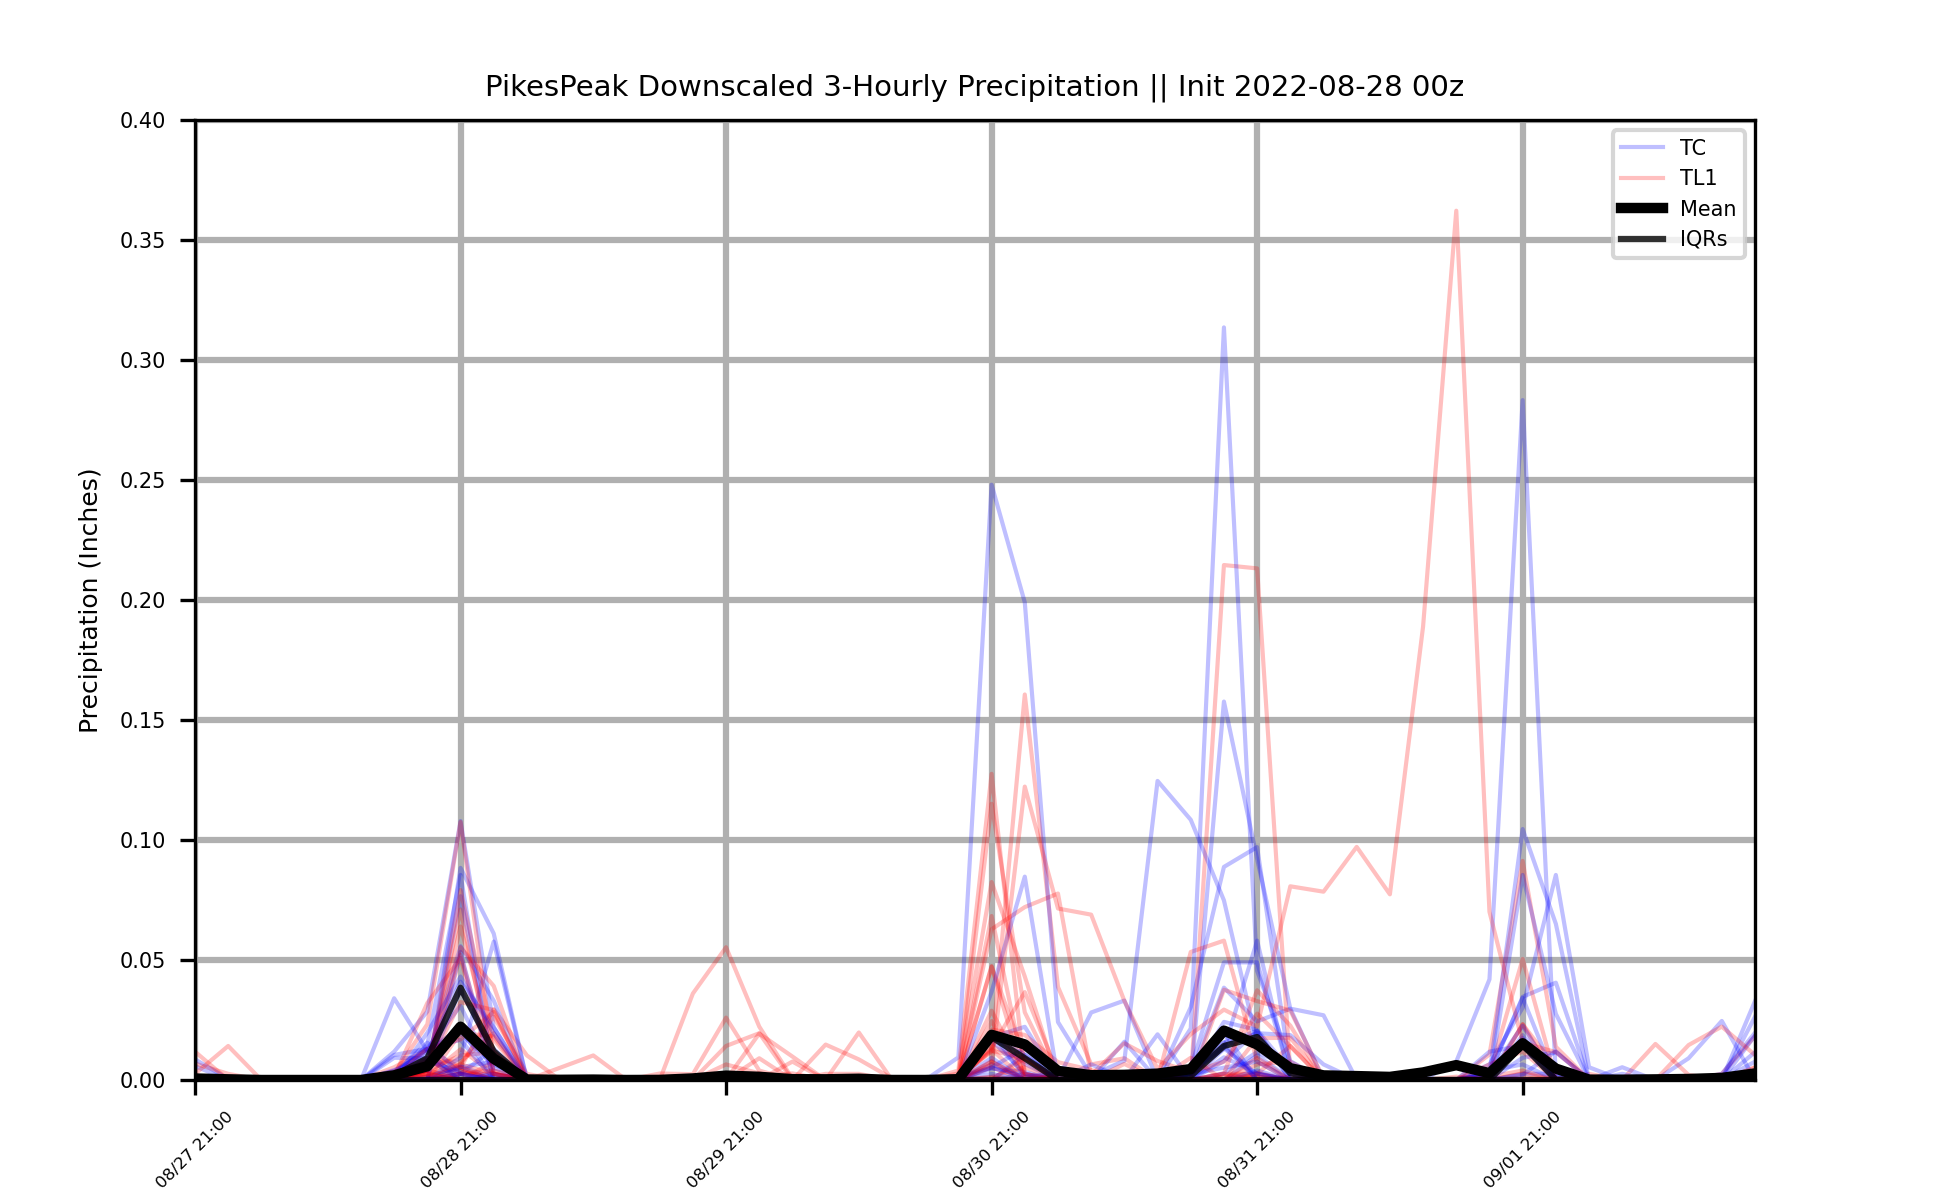 PikesPeak Downscaled 3-Hourly Precipitation || Init 2022-08-28 00z
Precipitation (Inches)
0.40
0.35
0.30
0.25
0.20
0.15
0.10
0.05
0.00
TC
TL1
Mean
IQRs
08/27 21:00
08/28 21:00
08/29 21:00
08/30 21:00
08/31 21:00
09/01 21:00